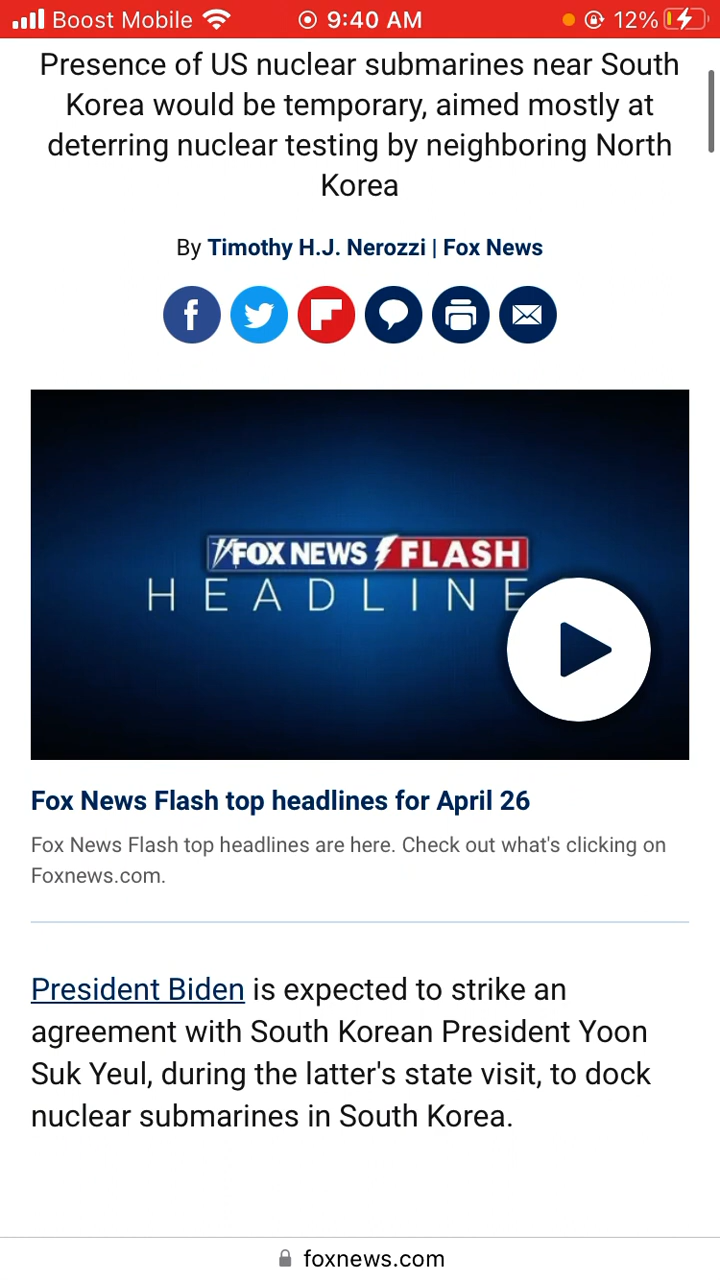 Boost Mobile 9:40 AM 12%
Presence of US nuclear submarines near South
Korea would be temporary, aimed mostly at
deterring nuclear testing by neighboring North
Korea
By Timothy H.J. Nerozzi | Fox News
FOX NEWS FLASH
HEADLINE
Fox News Flash top headlines for April 26
Fox News Flash top headlines are here. Check out what's clicking on
Foxnews.com.
President Biden is expected to strike an
agreement with South Korean President Yoon
Suk Yeul, during the latter's state visit, to dock
nuclear submarines in South Korea.
foxnews.com